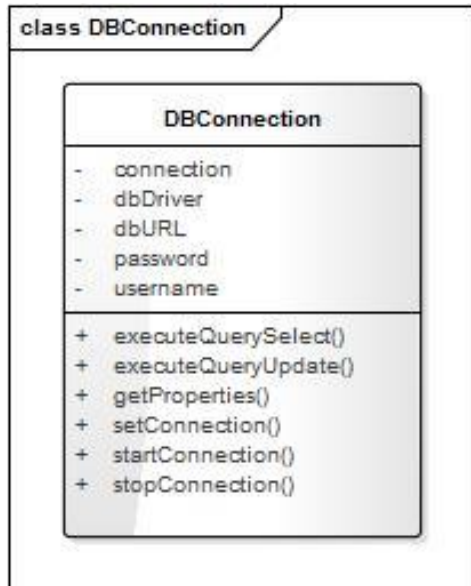 class DBConnection
DBConnection
- connection
- dbDriver
- dbURL
- password
- username
+ executeQuerySelect()
+ executeQueryUpdate()
+ getProperties()
+ setConnection()
+ startConnection()
+ stopConnection()